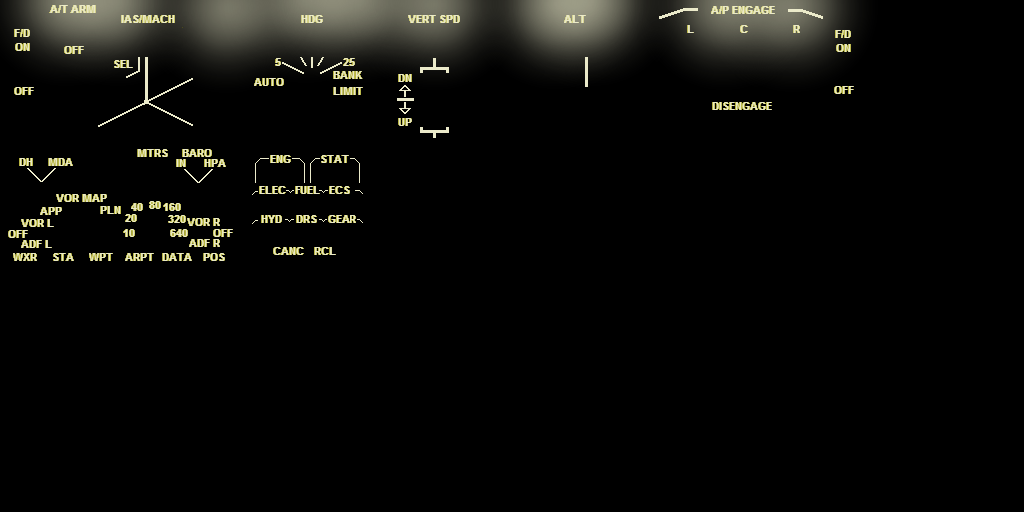 A/T ARM
IAS/MACH HDG VERT SPD ALT A/P ENGAGE
L C R
F/D ON OFF
F/D ON
SEL
5 25
AUTO BANK LIMIT
DN
UP
OFF
OFF
DISENGAGE
DH MDA
MTRS BARO
IN HPA
ENG STAT
ELEC FUEL ECS
HYD DRS GEAR
CANC RCL
VOR MAP
APP PLN 40 80 160
VOR L 20 320 VOR R
OFF 10 640 OFF
ADF L ADF R
WXR STA WPT ARPT DATA POS